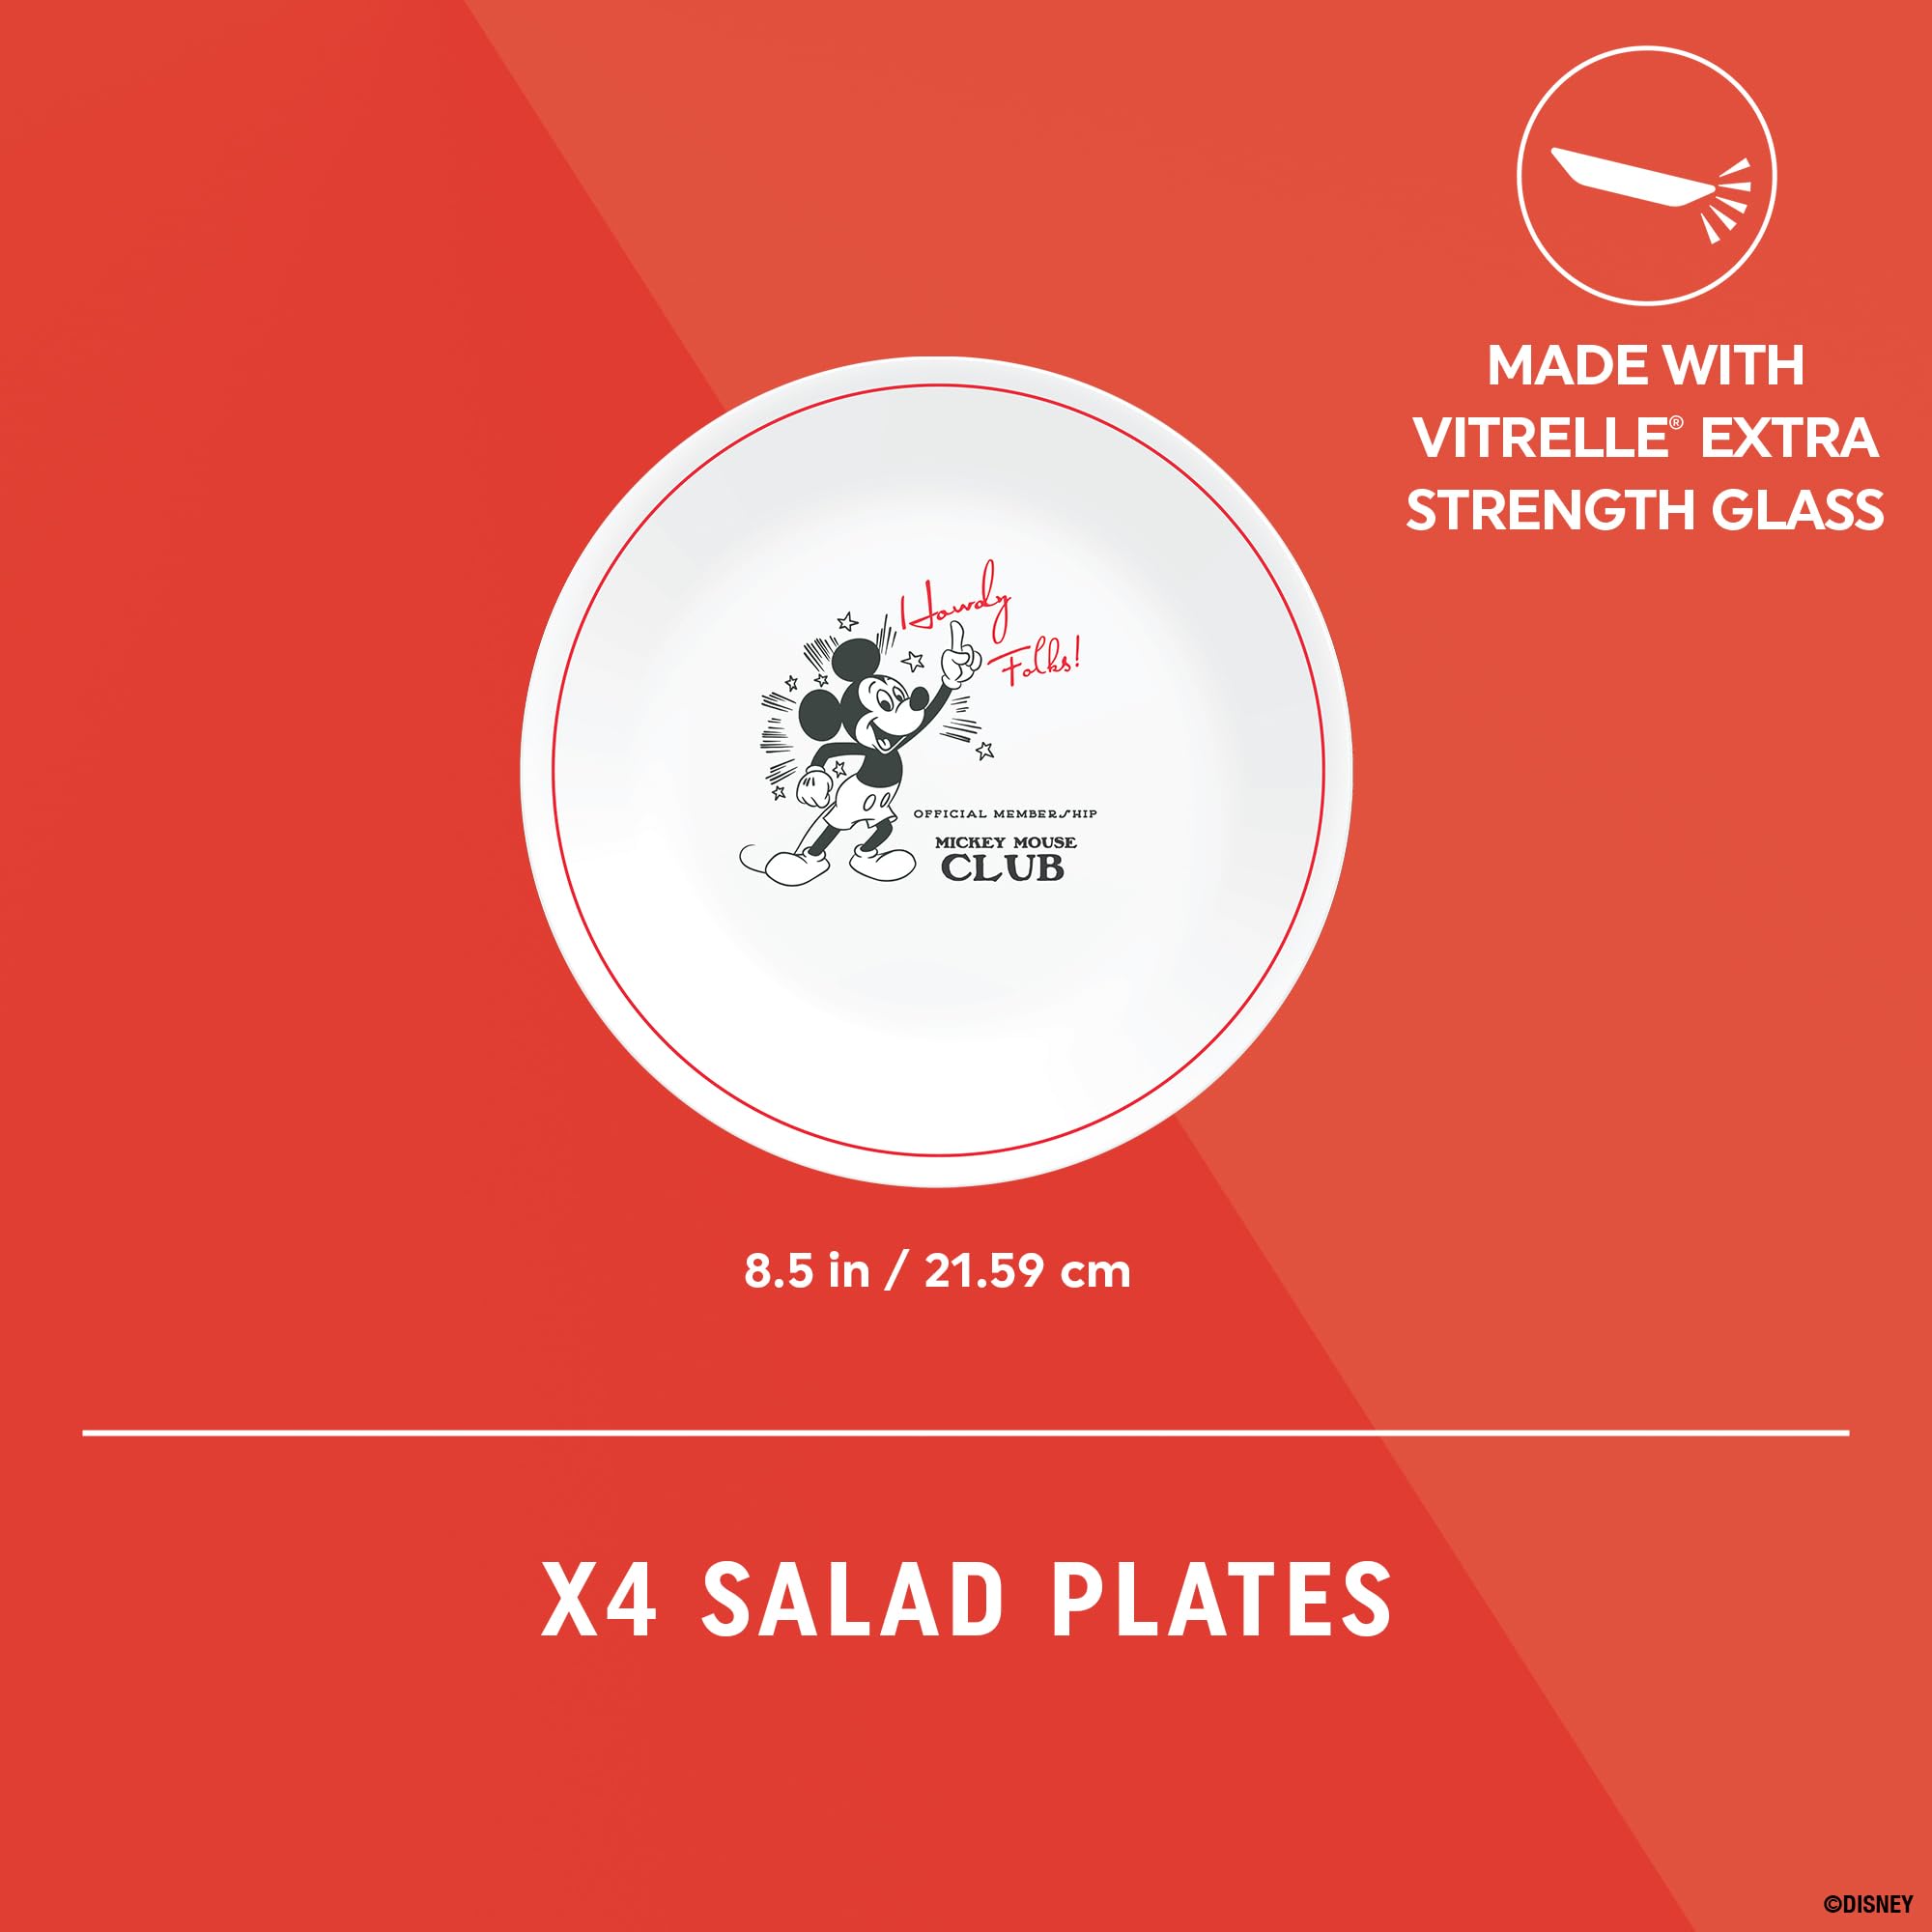 MADE WITH
VITRELLE® EXTRA
STRENGTH GLASS
Howdy
Folks!
OFFICIAL MEMBERSHIP
MICKEY MOUSE
CLUB
8.5 in / 21.59 cm
X4 SALAD PLATES
©DISNEY